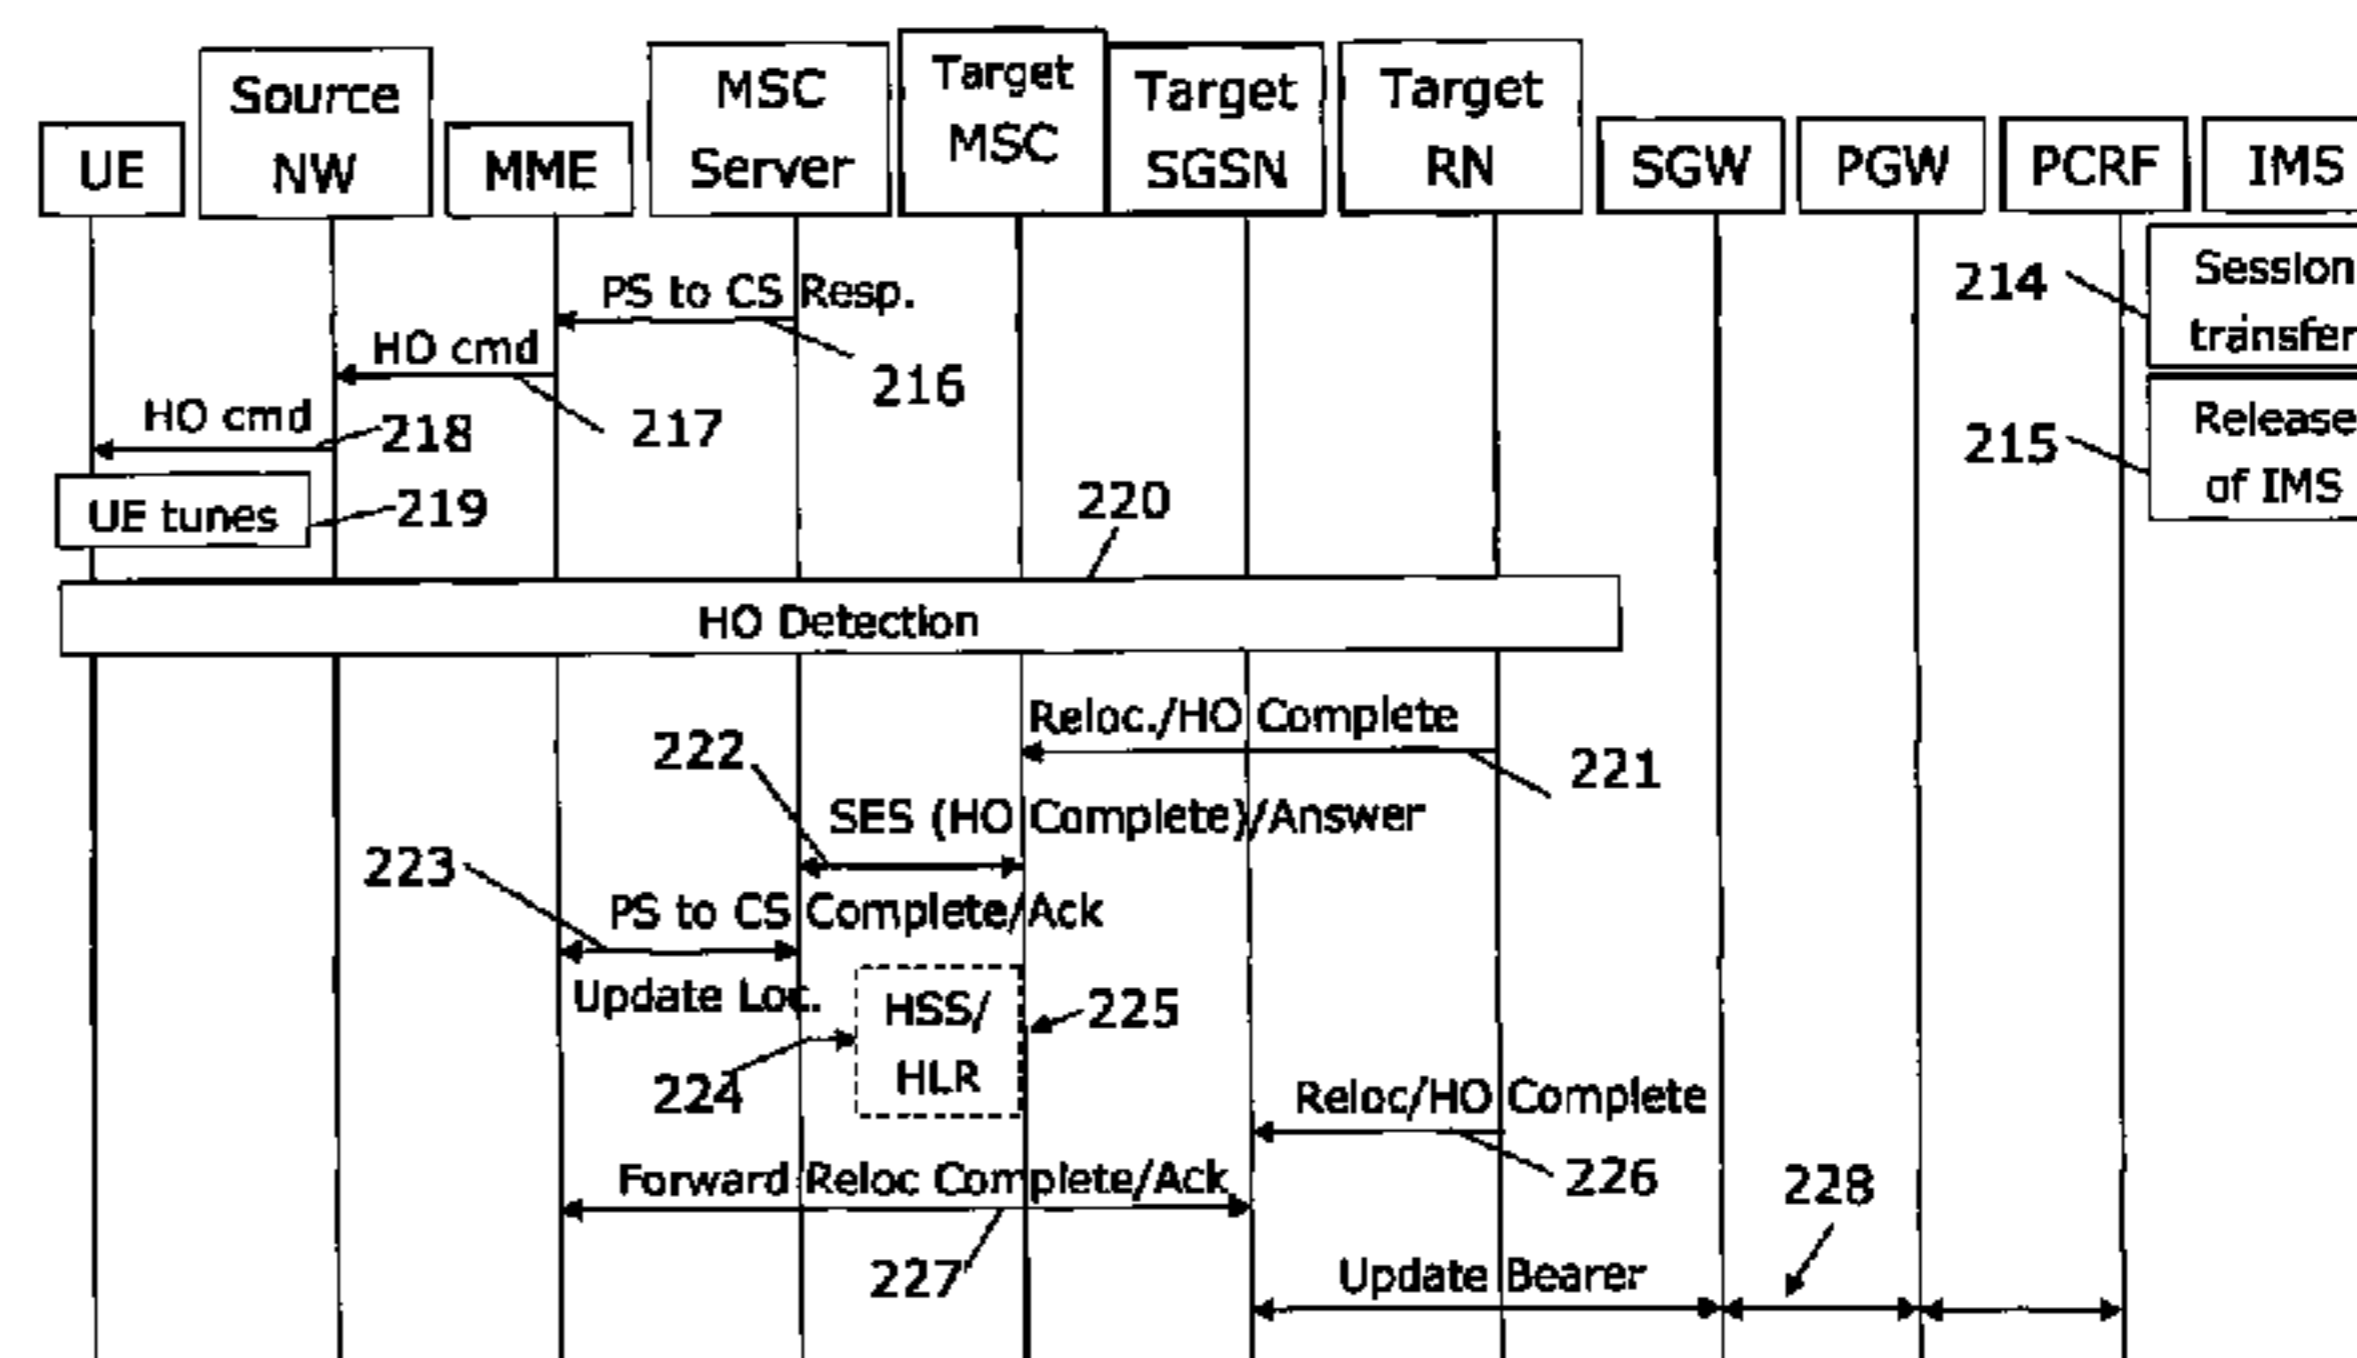 UE
Source
NW
MME
MSC
Server
Target
MSC
Target
SGSN
Target
RN
SGW
PGW
PCRF
IMS
214
Session
transfer
PS to CS Resp.
216
HO cmd
217
HO cmd
218
215
Release
of IMS
UE tunes
219
220
HO Detection
Reloc./HO Complete
221
222
SES (HO Complete)/Answer
223
PS to CS Complete/Ack
Update Loc.
HSS/
HLR
224
225
Reloc/HO Complete
226
Forward Reloc Complete/Ack
227
228
Update Bearer